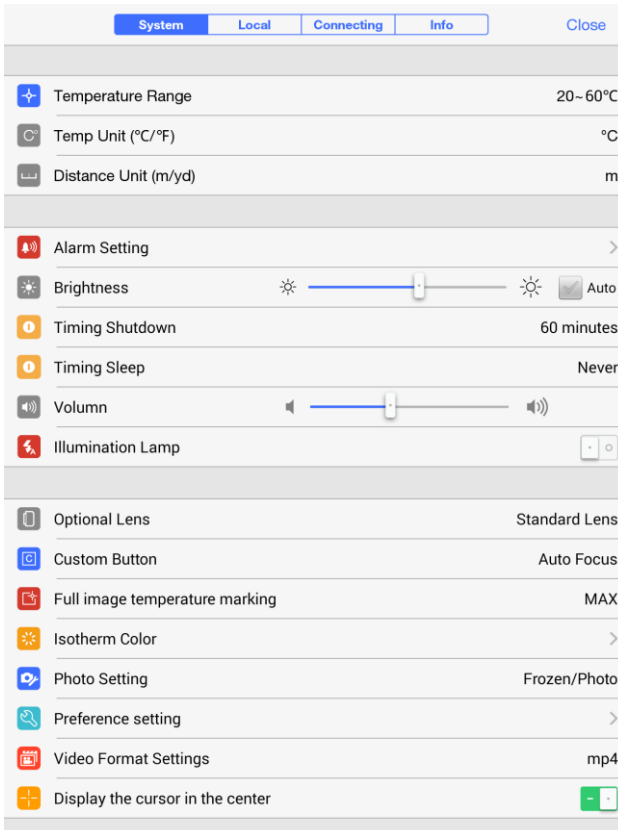 System Local Connecting Info Close
Temperature Range 20~60℃
Temp Unit (℃/℉) °C
Distance Unit (m/yd) m
Alarm Setting
Brightness Auto
Timing Shutdown 60 minutes
Timing Sleep Never
Volumn
Illumination Lamp
Optional Lens Standard Lens
C Custom Button Auto Focus
Full image temperature marking MAX
Isotherm Color
Photo Setting Frozen/Photo
Preference setting
Video Format Settings mp4
Display the cursor in the center